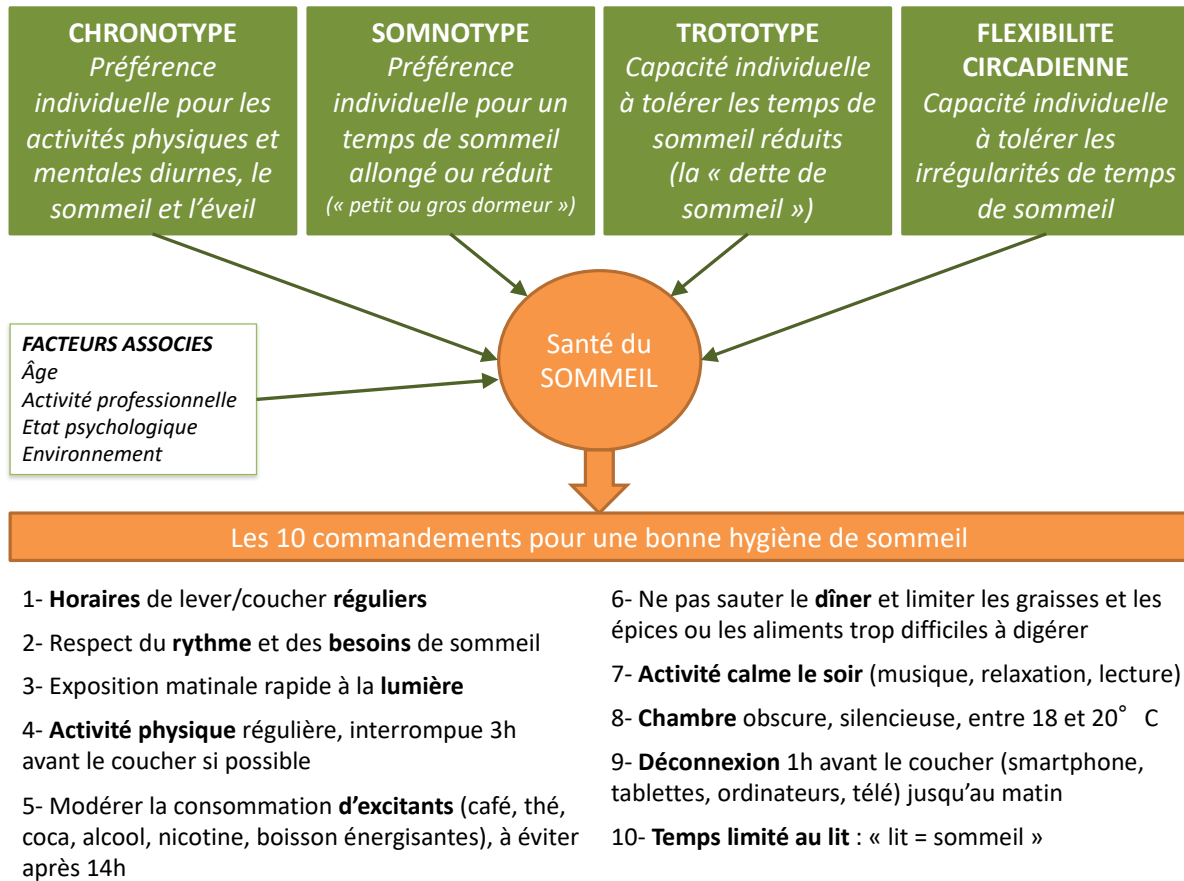 CHRONOTYPE
Préférence
individuelle pour les
activités physiques et
mentales diurnes, le
sommeil et l'éveil
SOMNOTYPE
Préférence
individuelle pour un
temps de sommeil
allongé ou réduit
(« petit ou gros dormeur »)
TROTOTYPE
Capacité individuelle
à tolérer les temps de
sommeil réduits
(la « dette de
sommeil »)
FLEXIBILITE
CIRCADIENNE
Capacité individuelle
à tolérer les
irrégularités de temps
de sommeil
FACTEURS ASSOCIES
Âge
Activité professionnelle
Etat psychologique
Environnement
Santé du
SOMMEIL
Les 10 commandements pour une bonne hygiène de sommeil
1- Horaires de lever/coucher réguliers
2- Respect du rythme et des besoins de sommeil
3- Exposition matinale rapide à la lumière
4- Activité physique régulière, interrompue 3h
avant le coucher si possible
5- Modérer la consommation d'excitants (café, thé,
coca, alcool, nicotine, boisson énergisantes), à éviter
après 14h
6- Ne pas sauter le dîner et limiter les graisses et les
épices ou les aliments trop difficiles à digérer
7- Activité calme le soir (musique, relaxation, lecture)
8- Chambre obscure, silencieuse, entre 18 et 20° C
9- Déconnexion 1h avant le coucher (smartphone,
tablettes, ordinateurs, télé) jusqu'au matin
10- Temps limité au lit : « lit = sommeil »